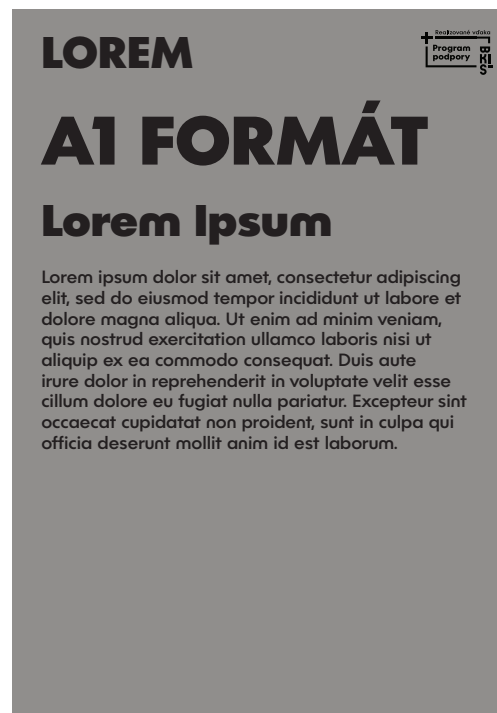 LOREM
Realizované vďaka
Program
podpory
BKIS
A1 FORMÁT
Lorem Ipsum
Lorem ipsum dolor sit amet, consectetur adipiscing
elit, sed do eiusmod tempor incididunt ut labore et
dolore magna aliqua. Ut enim ad minim veniam,
quis nostrud exercitation ullamco laboris nisi ut
aliquip ex ea commodo consequat. Duis aute
irure dolor in reprehenderit in voluptate velit esse
cillum dolore eu fugiat nulla pariatur. Excepteur sint
occaecat cupidatat non proident, sunt in culpa qui
officia deserunt mollit anim id est laborum.